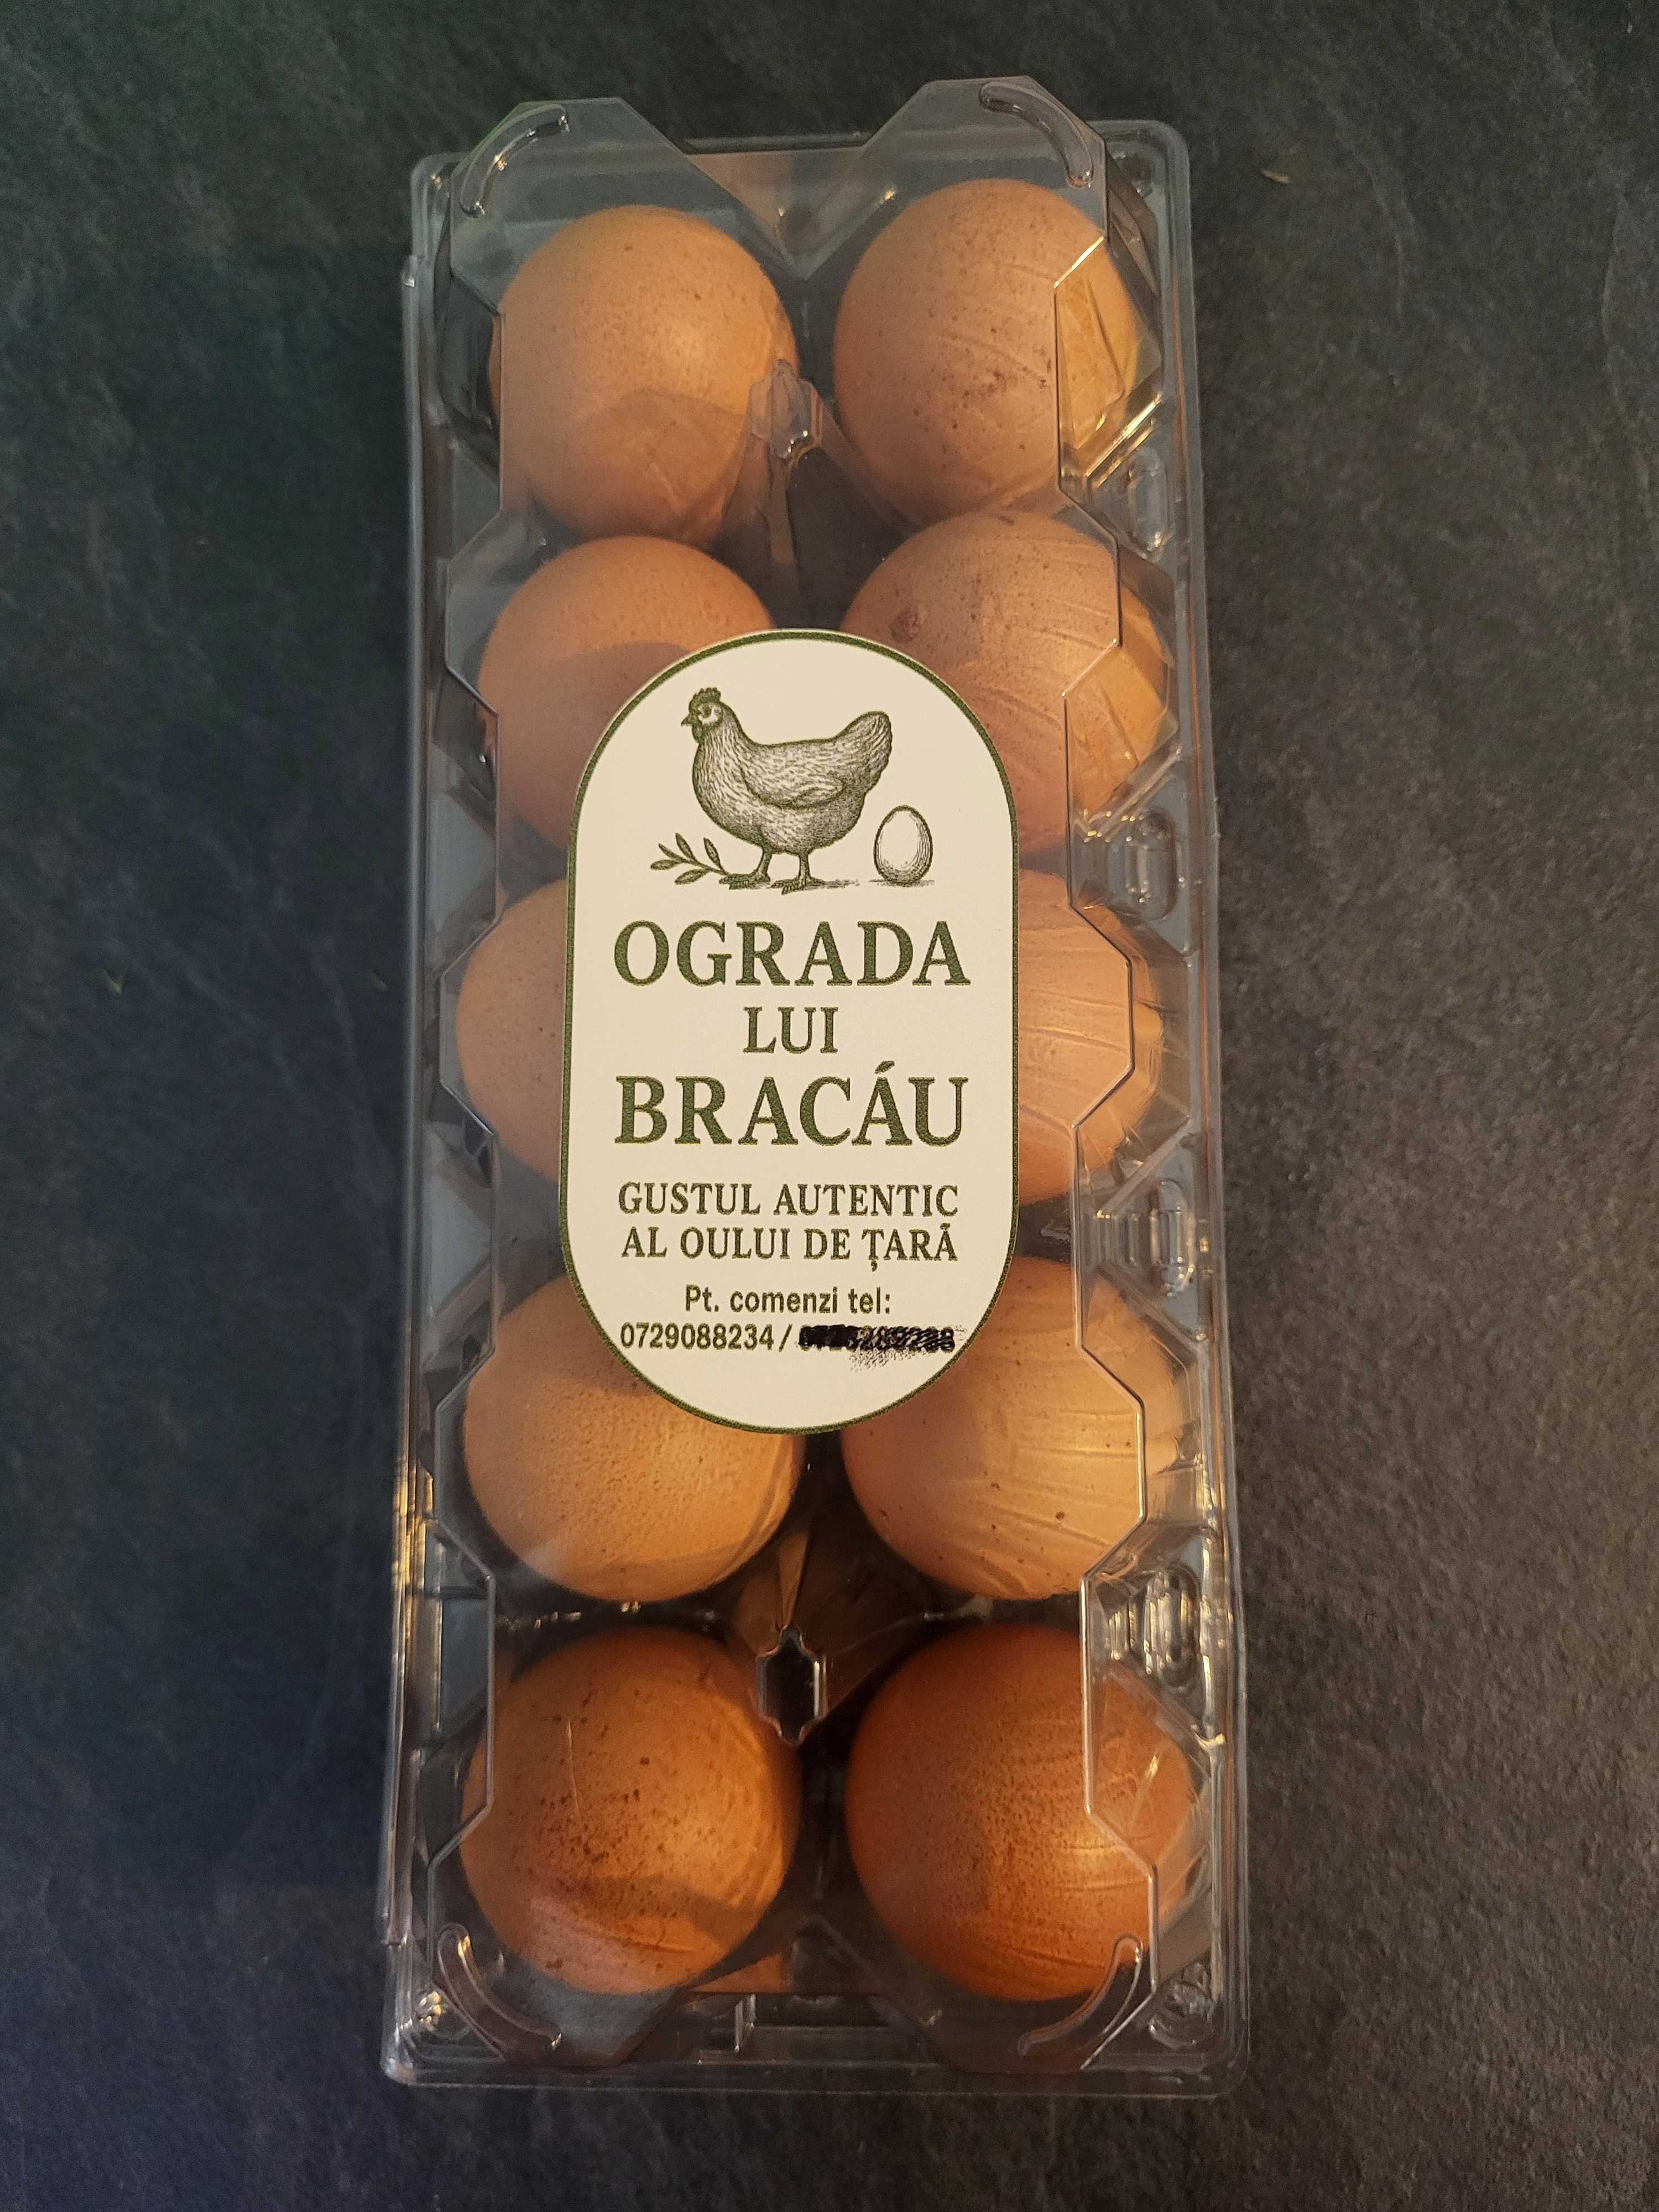 OGRADA
LUI
BRACÁU
GUSTUL AUTENTIC
AL OULUI DE ȚARĂ
Pt. comenzi tel:
0729088234 /